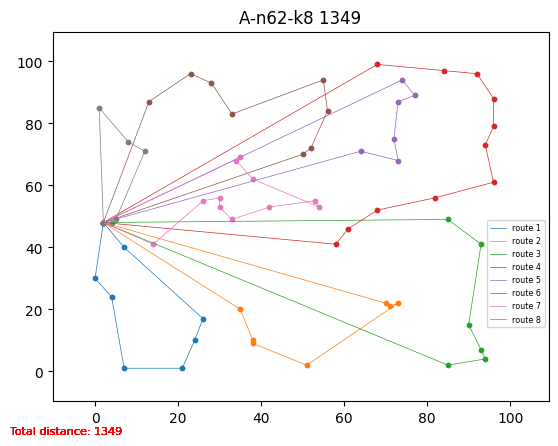 A-n62-k8 1349
100
80
60
40
20
0
0 20 40 60 80 100
route 1
route 2
route 3
route 4
route 5
route 6
route 7
route 8
Total distance: 1349